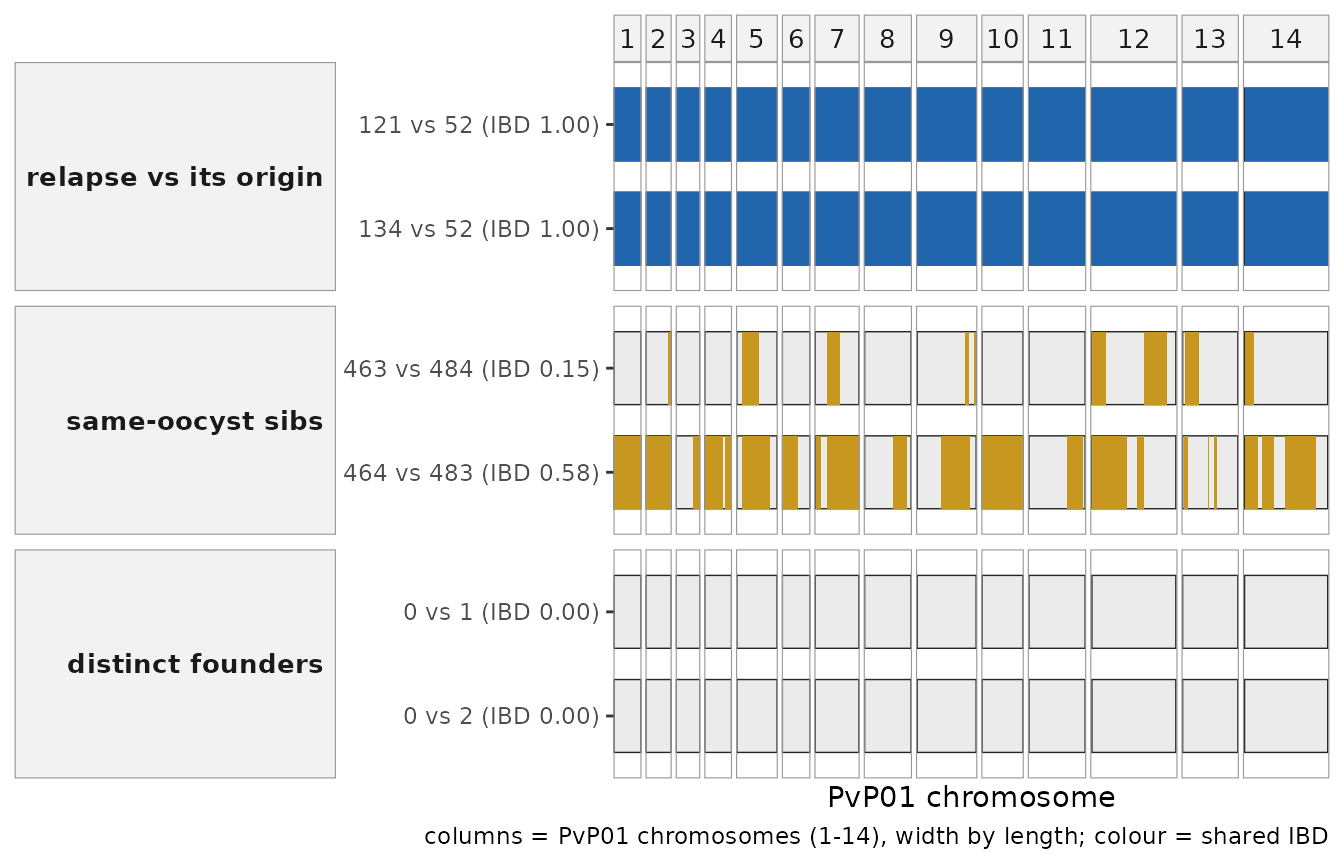 1 2 3 4 5 6 7 8 9 10 11 12 13 14
relapse vs its origin
121 vs 52 (IBD 1.00)
134 vs 52 (IBD 1.00)
same-oocyst sibs
463 vs 484 (IBD 0.15)
464 vs 483 (IBD 0.58)
distinct founders
0 vs 1 (IBD 0.00)
0 vs 2 (IBD 0.00)
PvP01 chromosome
columns = PvP01 chromosomes (1-14), width by length; colour = shared IBD